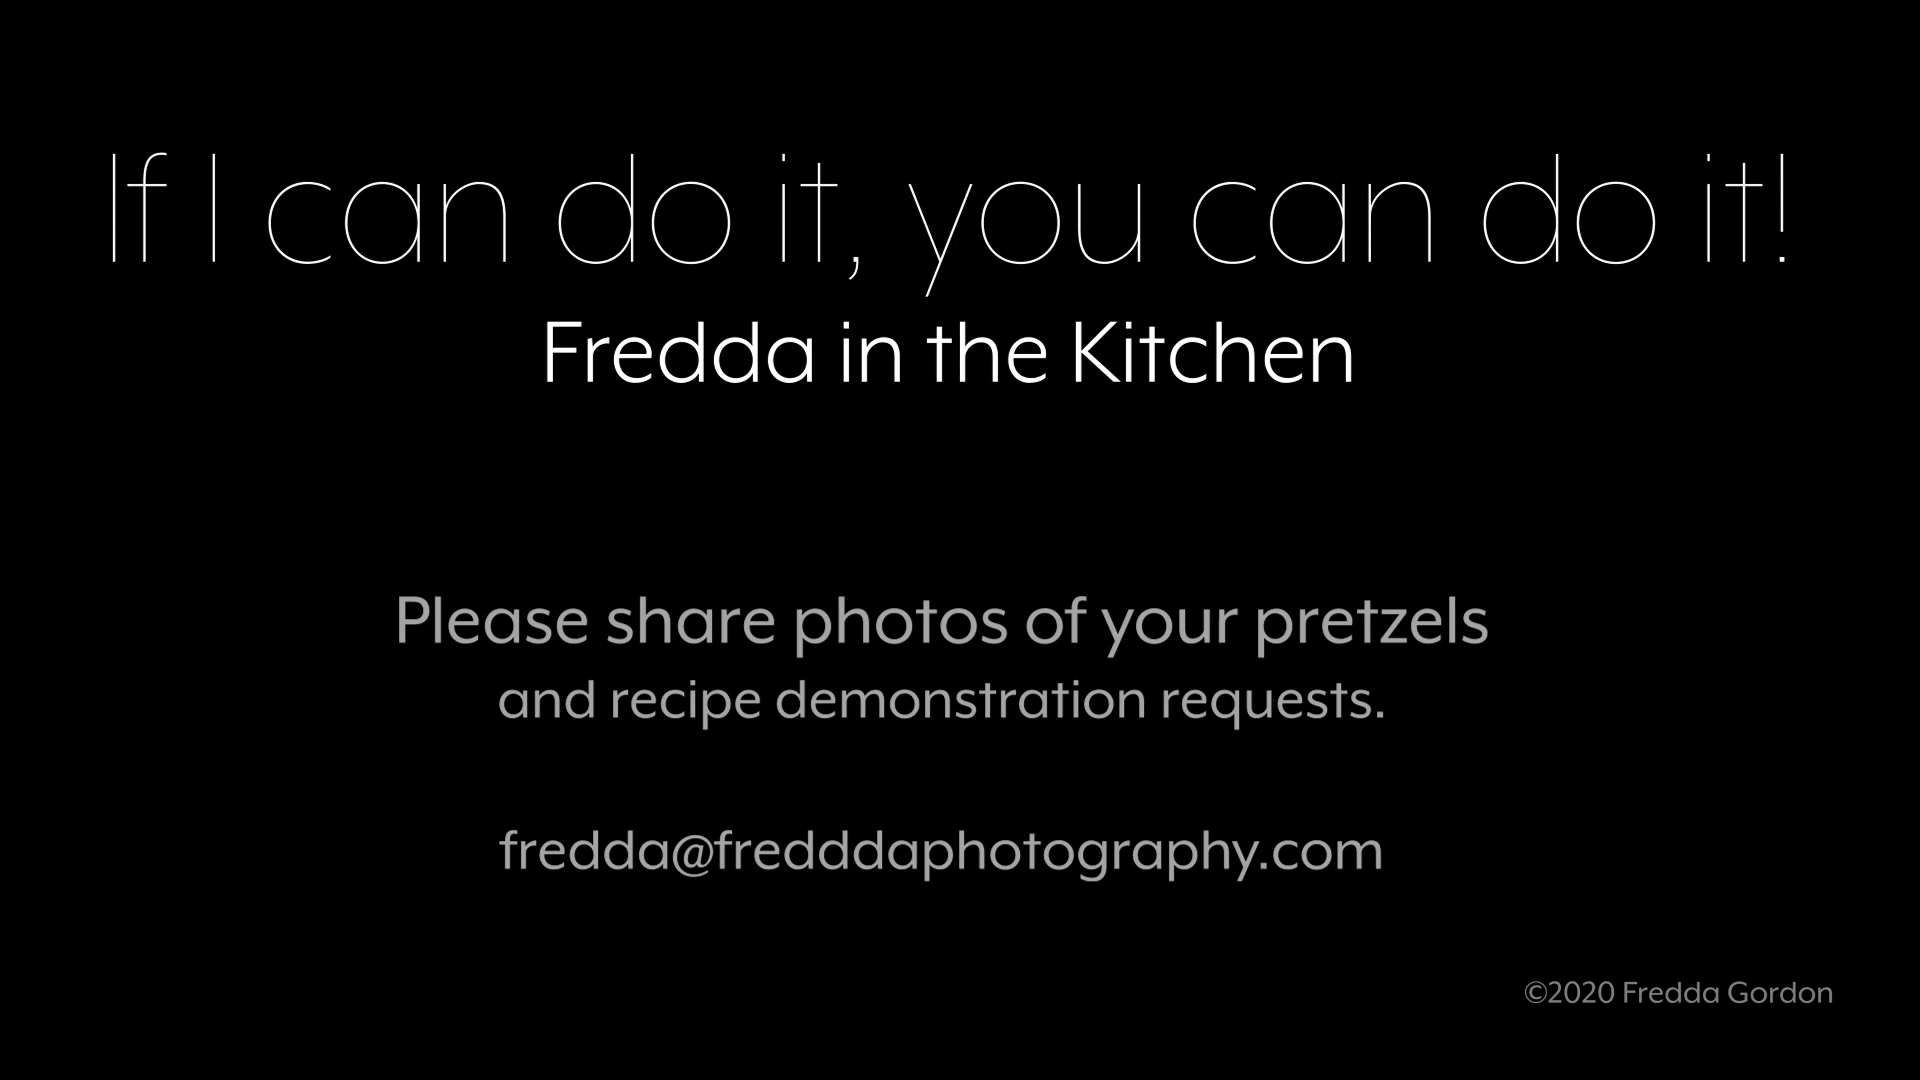 If I can do it, you can do it!
Fredda in the Kitchen
Please share photos of your pretzels
and recipe demonstration requests.
fredda@fredddaphotography.com
©2020 Fredda Gordon